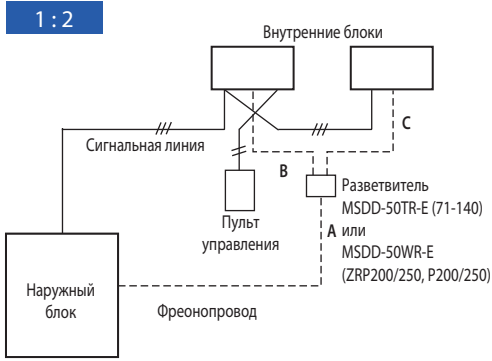 1 : 2
Внутренние блоки
Сигнальная линия
C
B
Пульт
управления
Разветвитель
MSDD-50TR-E (71-140)
A или
MSDD-50WR-E
(ZRP200/250, P200/250)
Наружный
блок
Фреонопровод